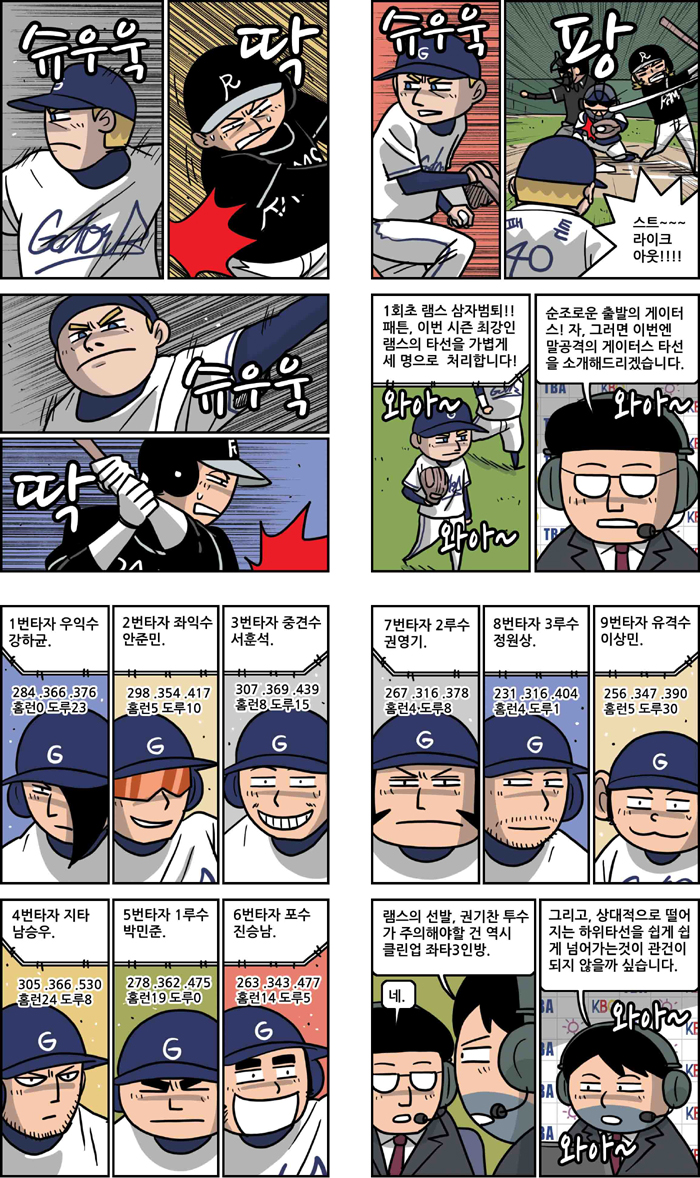 슈우욱
G
Gators
딱
R
슈우욱
G
Gators
팡
R
패튼
40
스트~~~
라이크
아웃!!!!
슈우욱
딱
R
1회초 램스 삼자범퇴!!
패튼, 이번 시즌 최강인
램스의 타선을 가볍게
세 명으로 처리합니다!
와아~
와아~
순조로운 출발의 게이터
스! 자, 그러면 이번엔
말공격의 게이터스 타선
을 소개해드리겠습니다.
와아~
TBA
KB
1번타자 우익수
강하균.
284 .366 .376
홈런0 도루23
G
2번타자 좌익수
안준민.
298 .354 .417
홈런5 도루10
G
3번타자 중견수
서훈석.
307 .369 .439
홈런8 도루15
G
4번타자 지타
남승우.
305 .366 .530
홈런24 도루8
G
5번타자 1루수
박민준.
278 .362 .475
홈런19 도루0
G
6번타자 포수
진승남.
263 .343 .477
홈런14 도루5
G
7번타자 2루수
권영기.
267 .316 .378
홈런4 도루8
G
8번타자 3루수
정원상.
231 .316 .404
홈런4 도루1
G
9번타자 유격수
이상민.
256 .347 .390
홈런5 도루30
G
램스의 선발, 권기찬 투수
가 주의해야할 건 역시
클린업 좌타3인방.
네.
그리고, 상대적으로 떨어
지는 하위타선을 쉽게 쉽
게 넘어가는것이 관건이
되지 않을까 싶습니다.
TBA
KB
와아~
와아~